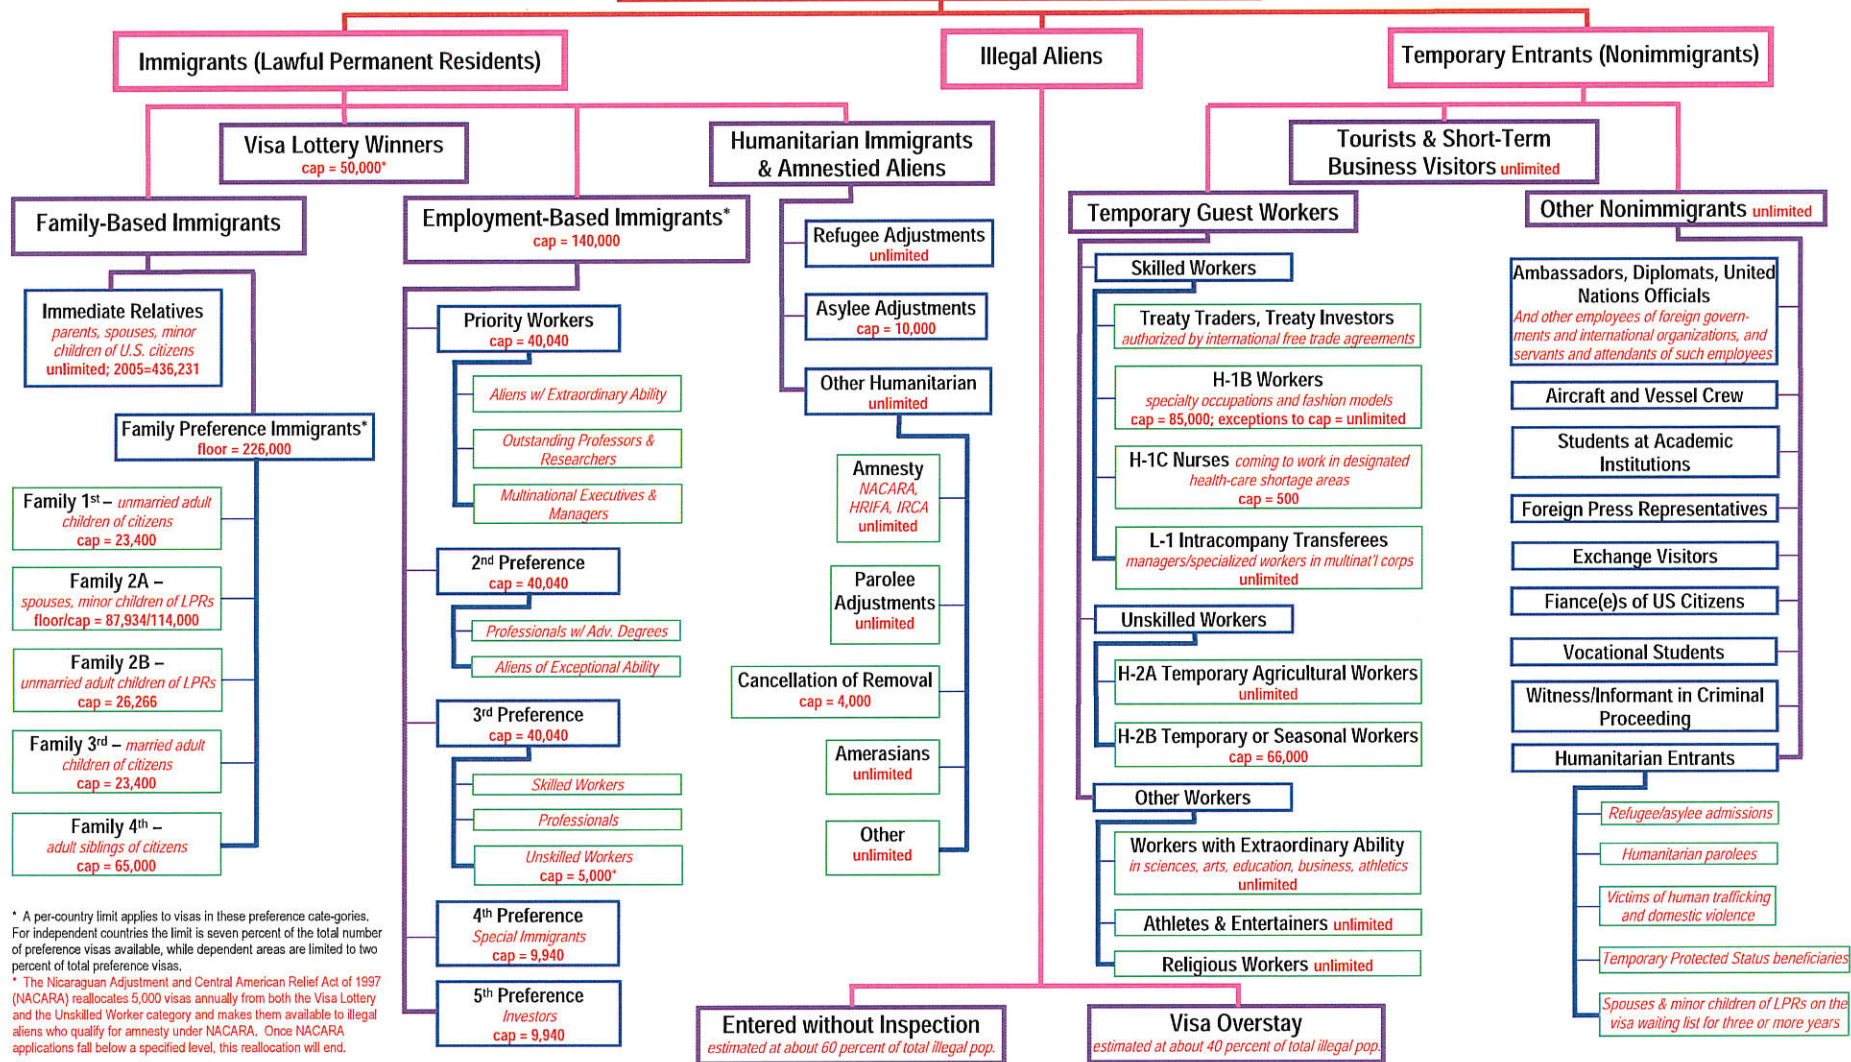 Immigrants (Lawful Permanent Residents)
Illegal Aliens
Temporary Entrants (Nonimmigrants)
Visa Lottery Winners
cap = 50,000*
Humanitarian Immigrants
& Amnestied Aliens
Tourists & Short-Term
Business Visitors unlimited
Family-Based Immigrants
Employment-Based Immigrants*
cap = 140,000
Temporary Guest Workers
Other Nonimmigrants unlimited
Immediate Relatives
parents, spouses, minor
children of U.S. citizens
unlimited; 2005=436,231
Family Preference Immigrants*
floor = 226,000
Family 1st – unmarried adult
children of citizens
cap = 23,400
Family 2A –
spouses, minor children of LPRs
floor/cap = 87,934/114,000
Family 2B –
unmarried adult children of LPRs
cap = 26,266
Family 3rd – married adult
children of citizens
cap = 23,400
Family 4th –
adult siblings of citizens
cap = 65,000
* A per-country limit applies to visas in these preference cate-gories.
For independent countries the limit is seven percent of the total number
of preference visas available, while dependent areas are limited to two
percent of total preference visas.
* The Nicaraguan Adjustment and Central American Relief Act of 1997
(NACARA) reallocates 5,000 visas annually from both the Visa Lottery
and the Unskilled Worker category and makes them available to illegal
aliens who qualify for amnesty under NACARA. Once NACARA
applications fall below a specified level, this reallocation will end.
Priority Workers
cap = 40,040
Aliens w/ Extraordinary Ability
Outstanding Professors &
Researchers
Multinational Executives &
Managers
2nd Preference
cap = 40,040
Professionals w/ Adv. Degrees
Aliens of Exceptional Ability
3rd Preference
cap = 40,040
Skilled Workers
Professionals
Unskilled Workers
cap = 5,000*
4th Preference
Special Immigrants
cap = 9,940
5th Preference
Investors
cap = 9,940
Refugee Adjustments
unlimited
Asylee Adjustments
cap = 10,000
Other Humanitarian
unlimited
Amnesty
NACARA,
HRIFA, IRCA
unlimited
Parolee
Adjustments
unlimited
Cancellation of Removal
cap = 4,000
Amerasians
unlimited
Other
unlimited
Entered without Inspection
estimated at about 60 percent of total illegal pop.
Visa Overstay
estimated at about 40 percent of total illegal pop.
Skilled Workers
Treaty Traders, Treaty Investors
authorized by international free trade agreements
H-1B Workers
specialty occupations and fashion models
cap = 85,000; exceptions to cap = unlimited
H-1C Nurses coming to work in designated
health-care shortage areas
cap = 500
L-1 Intracompany Transferees
managers/specialized workers in multinat'l corps
unlimited
Unskilled Workers
H-2A Temporary Agricultural Workers
unlimited
H-2B Temporary or Seasonal Workers
cap = 66,000
Other Workers
Workers with Extraordinary Ability
in sciences, arts, education, business, athletics
unlimited
Athletes & Entertainers unlimited
Religious Workers unlimited
Ambassadors, Diplomats, United
Nations Officials
And other employees of foreign govern-
ments and international organizations, and
servants and attendants of such employees
Aircraft and Vessel Crew
Students at Academic
Institutions
Foreign Press Representatives
Exchange Visitors
Fiance(e)s of US Citizens
Vocational Students
Witness/Informant in Criminal
Proceeding
Humanitarian Entrants
Refugee/asylee admissions
Humanitarian parolees
Victims of human trafficking
and domestic violence
Temporary Protected Status beneficiaries
Spouses & minor children of LPRs on the
visa waiting list for three or more years